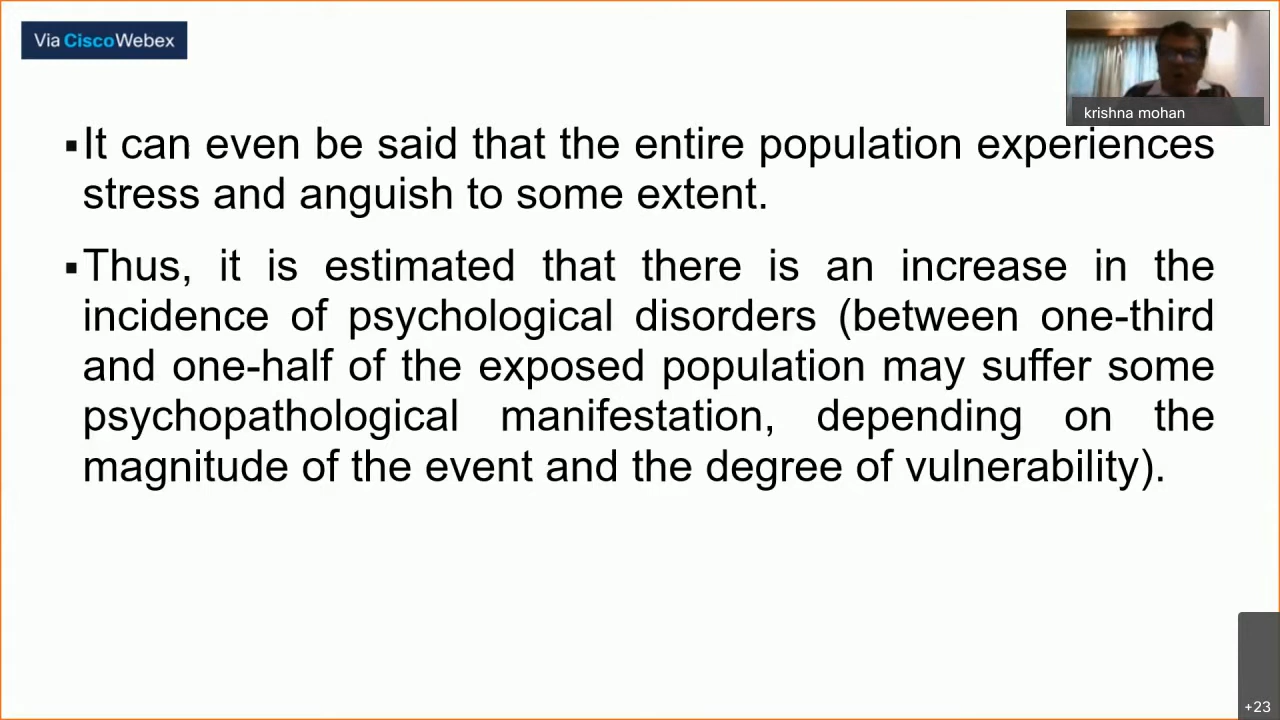 Via Cisco Webex
krishna mohan
▪It can even be said that the entire population experiences
stress and anguish to some extent.
▪Thus, it is estimated that there is an increase in the
incidence of psychological disorders (between one-third
and one-half of the exposed population may suffer some
psychopathological manifestation, depending on the
magnitude of the event and the degree of vulnerability).
+23